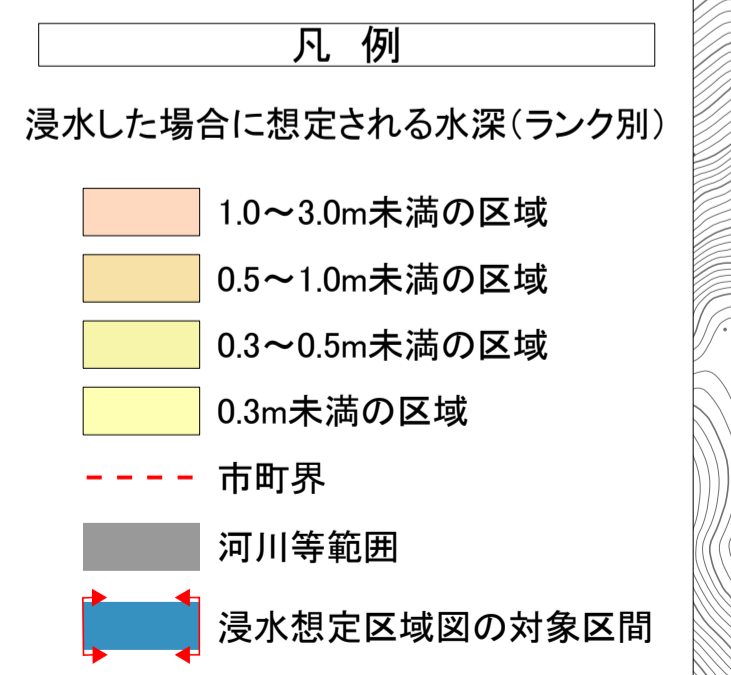 凡 例
浸水した場合に想定される水深(ランク別)
1.0～3.0m未満の区域
0.5～1.0m未満の区域
0.3～0.5m未満の区域
0.3m未満の区域
市町界
河川等範囲
浸水想定区域図の対象区間